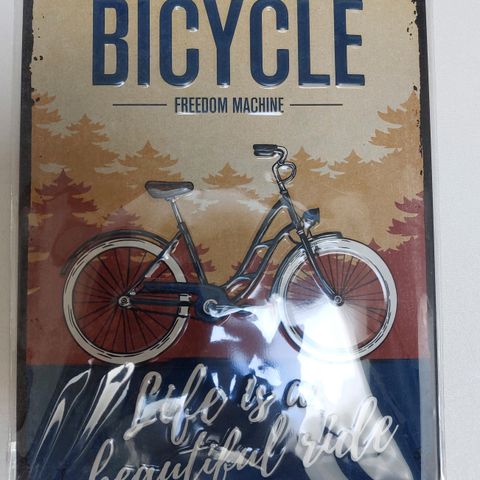 BICYCLE
FREEDOM MACHINE
Life is a
beautiful ride